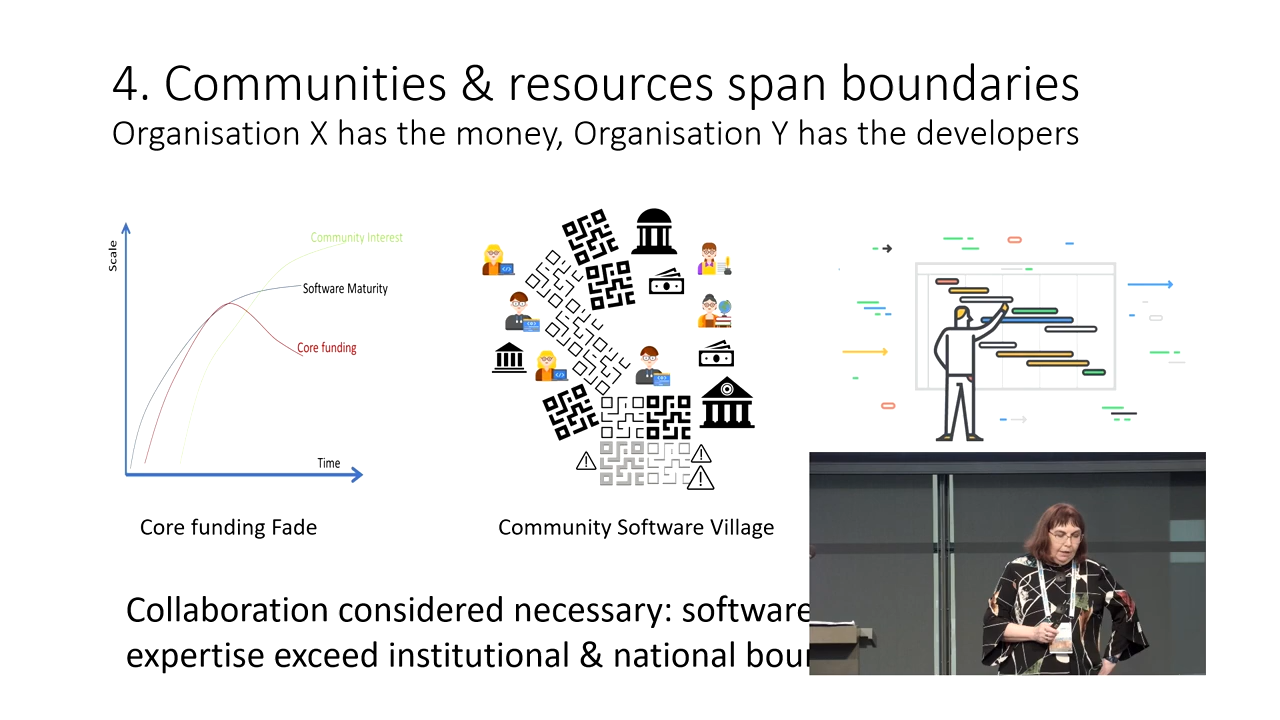 4. Communities & resources span boundaries
Organisation X has the money, Organisation Y has the developers
Scale
Community Interest
Software Maturity
Core funding
Time
Core funding Fade
Community Software Village
Collaboration considered necessary: software
expertise exceed institutional & national